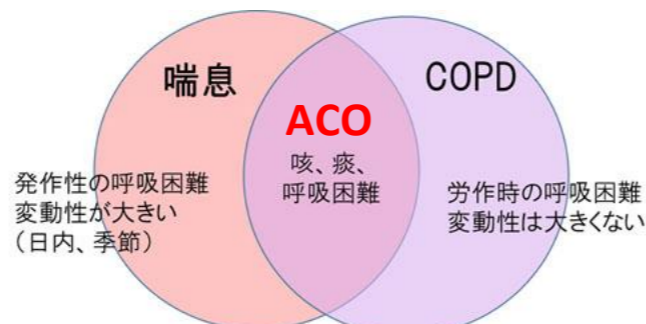 喘息
COPD
ACO
咳、痰、
呼吸困難
発作性の呼吸困難
変動性が大きい
（日内、季節）
労作時の呼吸困難
変動性は大きくない